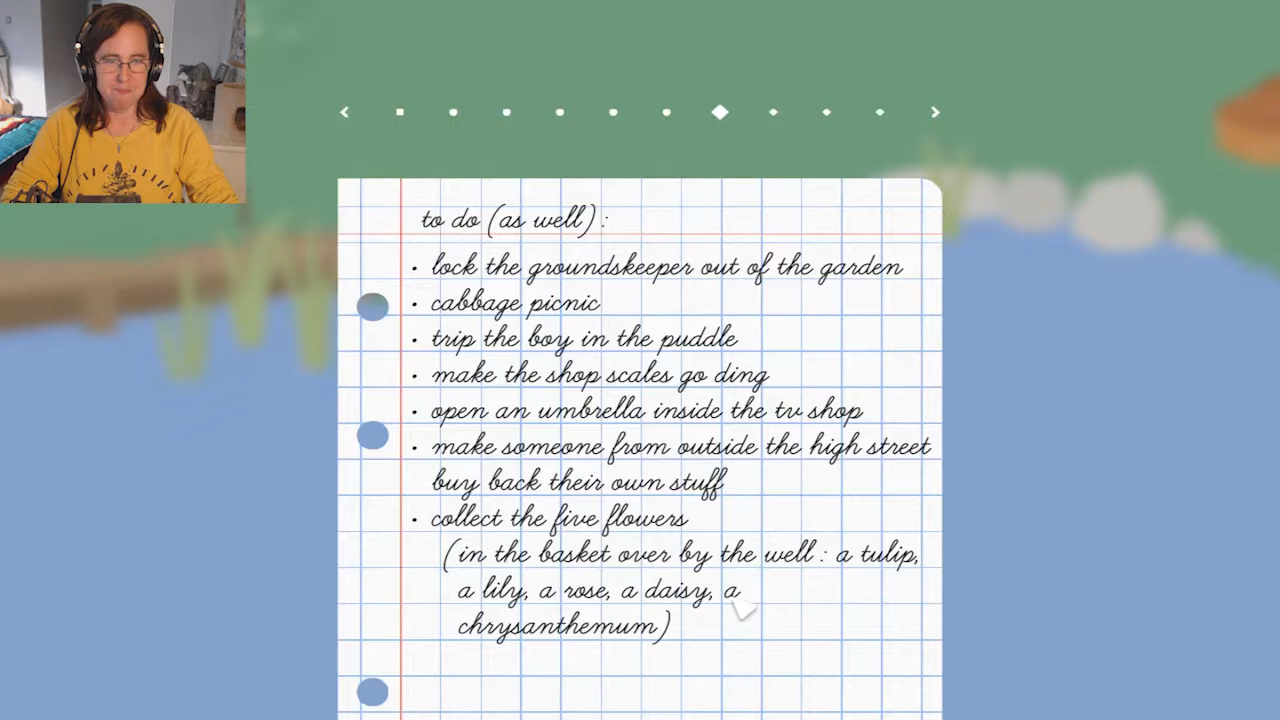 to do (as well) :
• lock the groundskeeper out of the garden
• cabbage picnic
• trip the boy in the puddle
• make the shop scales go ding
• open an umbrella inside the tv shop
• make someone from outside the high street
buy back their own stuff
• collect the five flowers
(in the basket over by the well : a tulip,
a lily, a rose, a daisy, a
chrysanthemum)